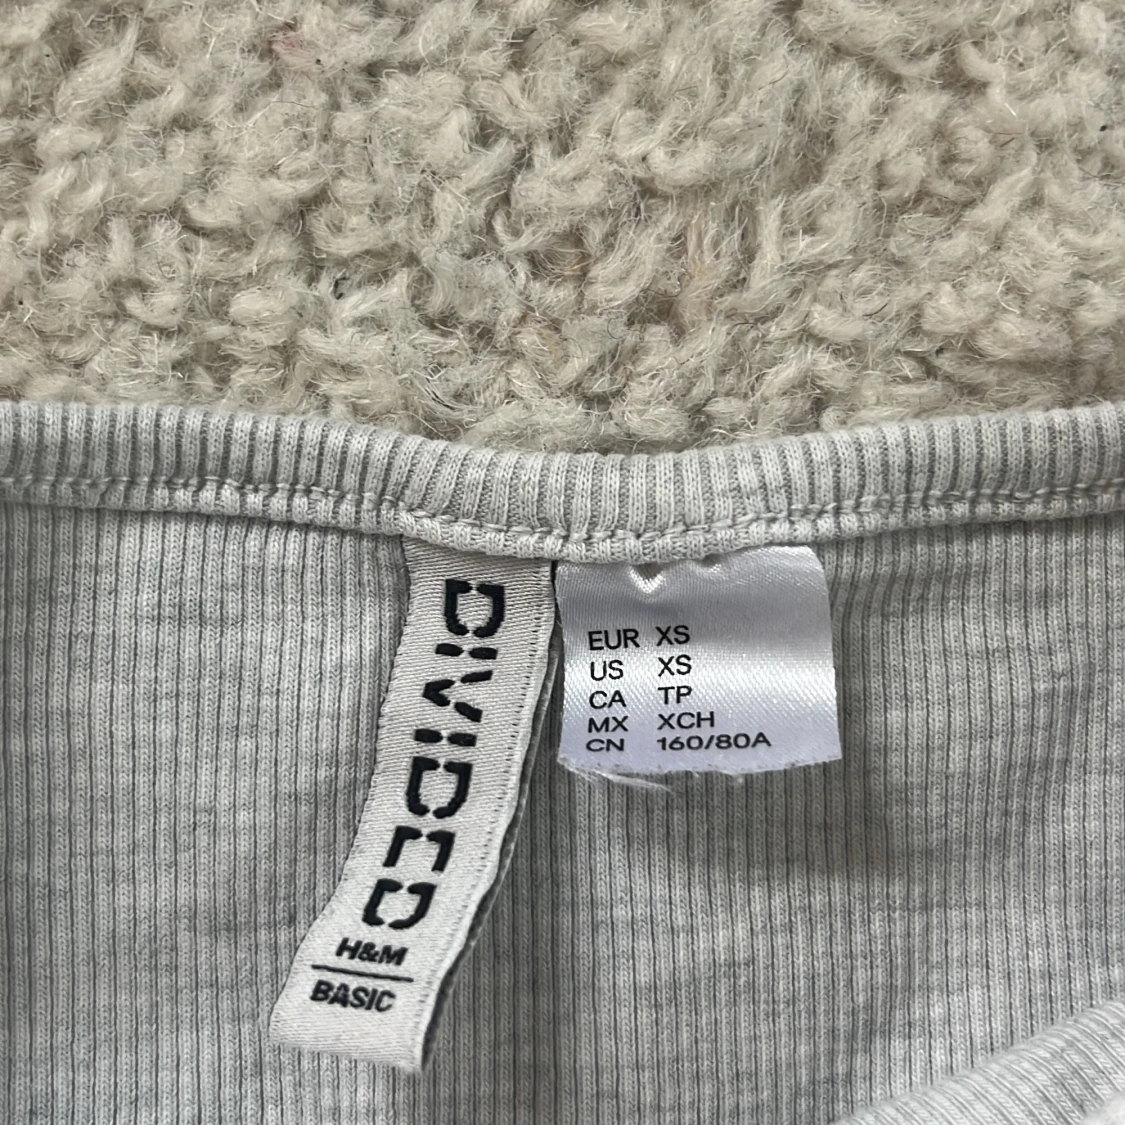 DIVIDED
H&M
BASIC
EUR XS
US XS
CA TP
MX XCH
CN 160/80A